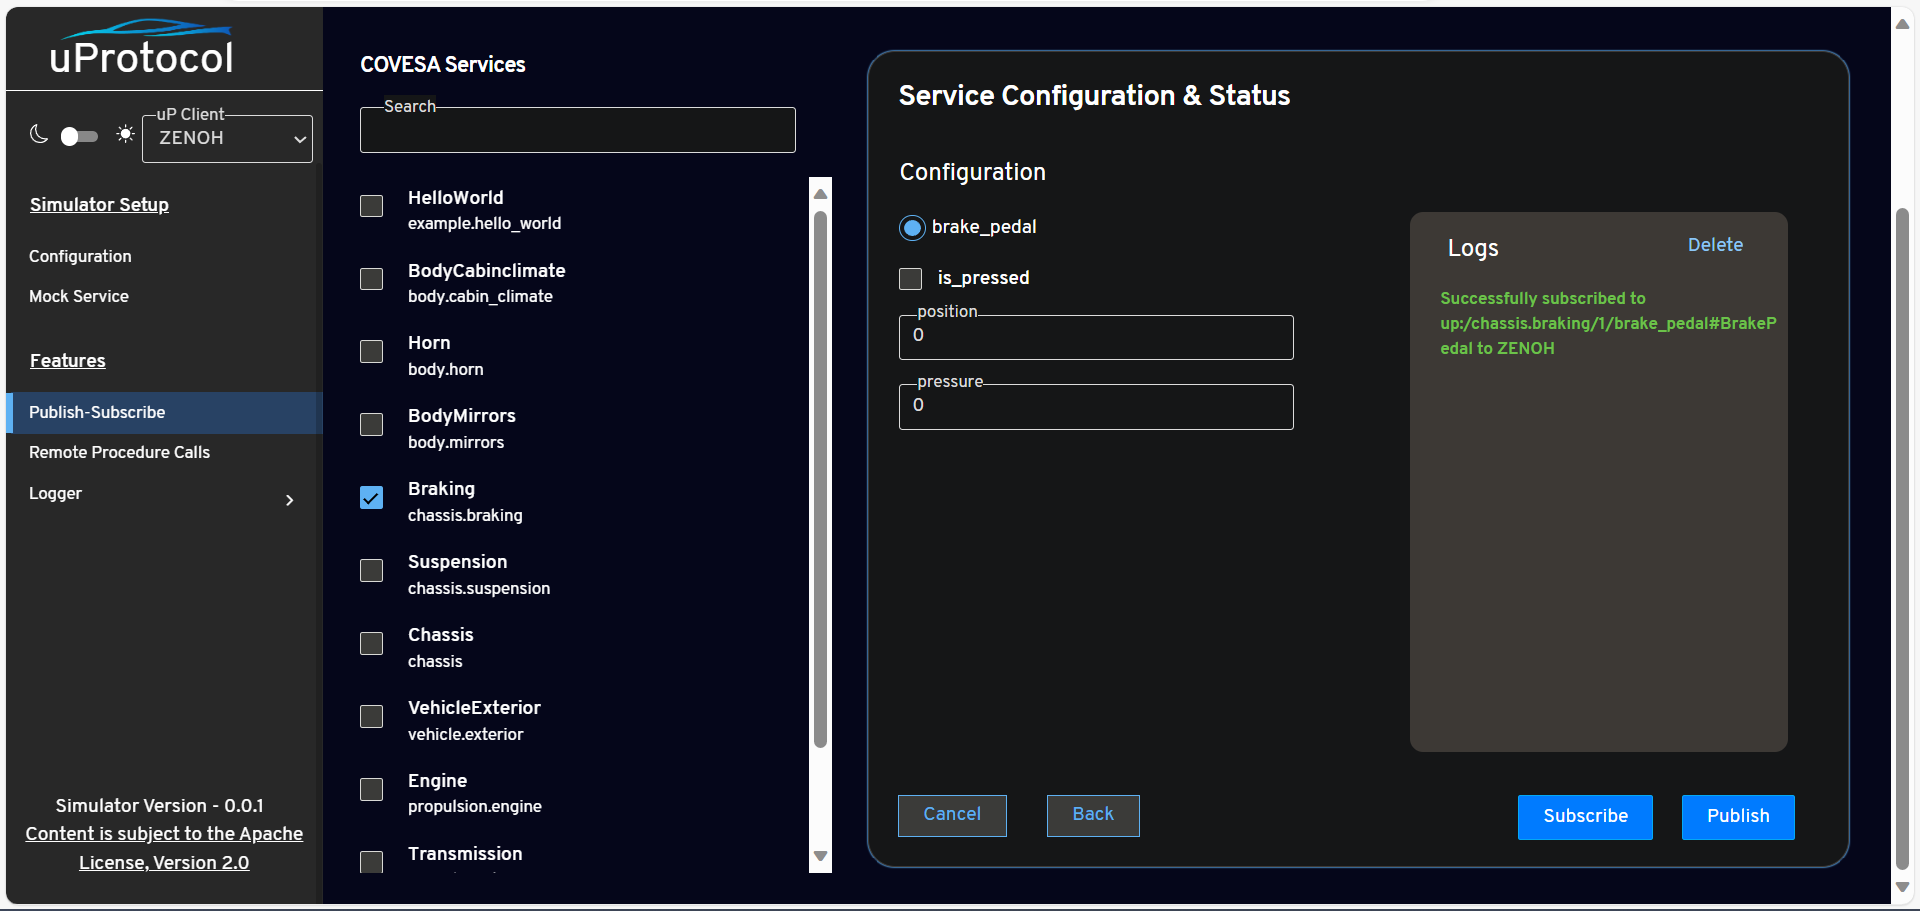 uProtocol
uP Client
ZENOH
Simulator Setup
Configuration
Mock Service
Features
Publish-Subscribe
Remote Procedure Calls
Logger
Simulator Version - 0.0.1
Content is subject to the Apache
License, Version 2.0
COVESA Services
Search
HelloWorld
example.hello_world
BodyCabinclimate
body.cabin_climate
Horn
body.horn
BodyMirrors
body.mirrors
Braking
chassis.braking
Suspension
chassis.suspension
Chassis
chassis
VehicleExterior
vehicle.exterior
Engine
propulsion.engine
Transmission
Service Configuration & Status
Configuration
brake_pedal
is_pressed
position
0
pressure
0
Logs
Delete
Successfully subscribed to
up:/chassis.braking/1/brake_pedal#BrakeP
edal to ZENOH
Cancel
Back
Subscribe
Publish